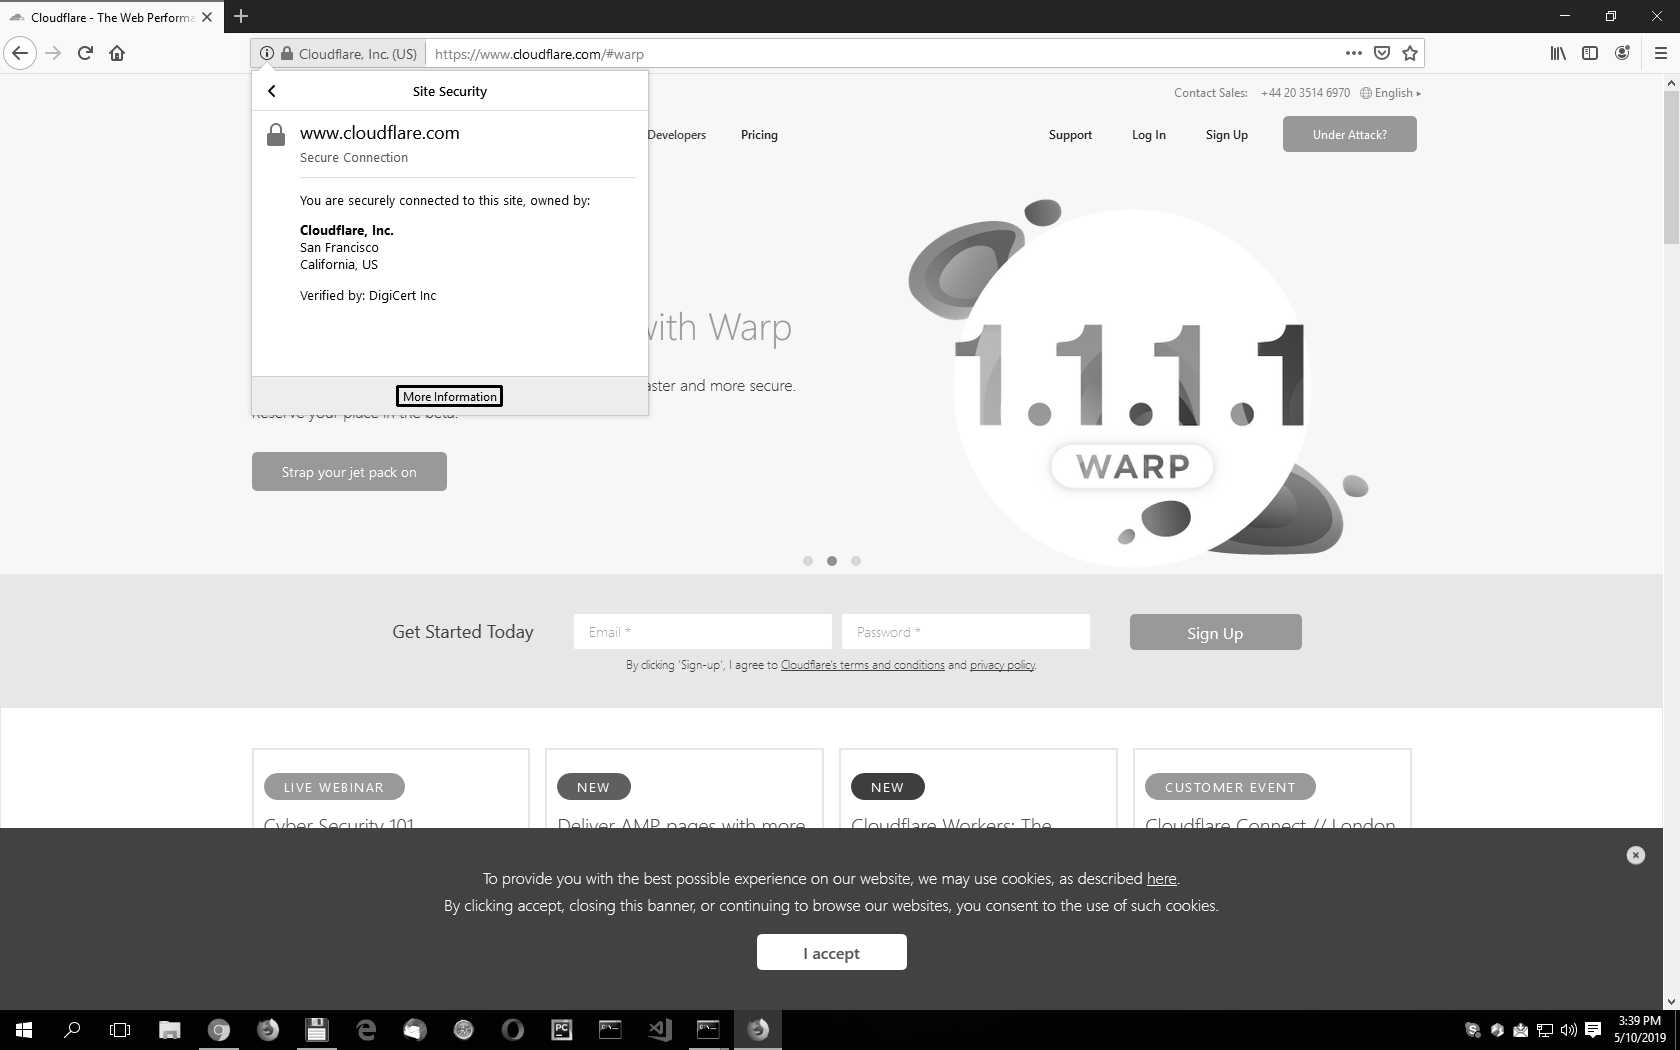 Cloudflare - The Web Performa
Cloudflare, Inc. (US)
https://www.cloudflare.com/#warp
Site Security
www.cloudflare.com
Secure Connection
You are securely connected to this site, owned by:
Cloudflare, Inc.
San Francisco
California, US
Verified by: DigiCert Inc
More Information
Contact Sales: +44 20 3514 6970 English
Developers Pricing Support Log In Sign Up Under Attack?
with Warp
and more secure.
Reserve your place in the beta.
Strap your jet pack on
1.1.1.1
WARP
Get Started Today Email * Password * Sign Up
By clicking 'Sign-up', I agree to Cloudflare's terms and conditions and privacy policy.
LIVE WEBINAR
Cyber Security 101
NEW
Deliver AMP pages with more
NEW
Cloudflare Workers: The
CUSTOMER EVENT
Cloudflare Connect // London
To provide you with the best possible experience on our website, we may use cookies, as described here.
By clicking accept, closing this banner, or continuing to browse our websites, you consent to the use of such cookies.
I accept
PC
3:39 PM
5/10/2019